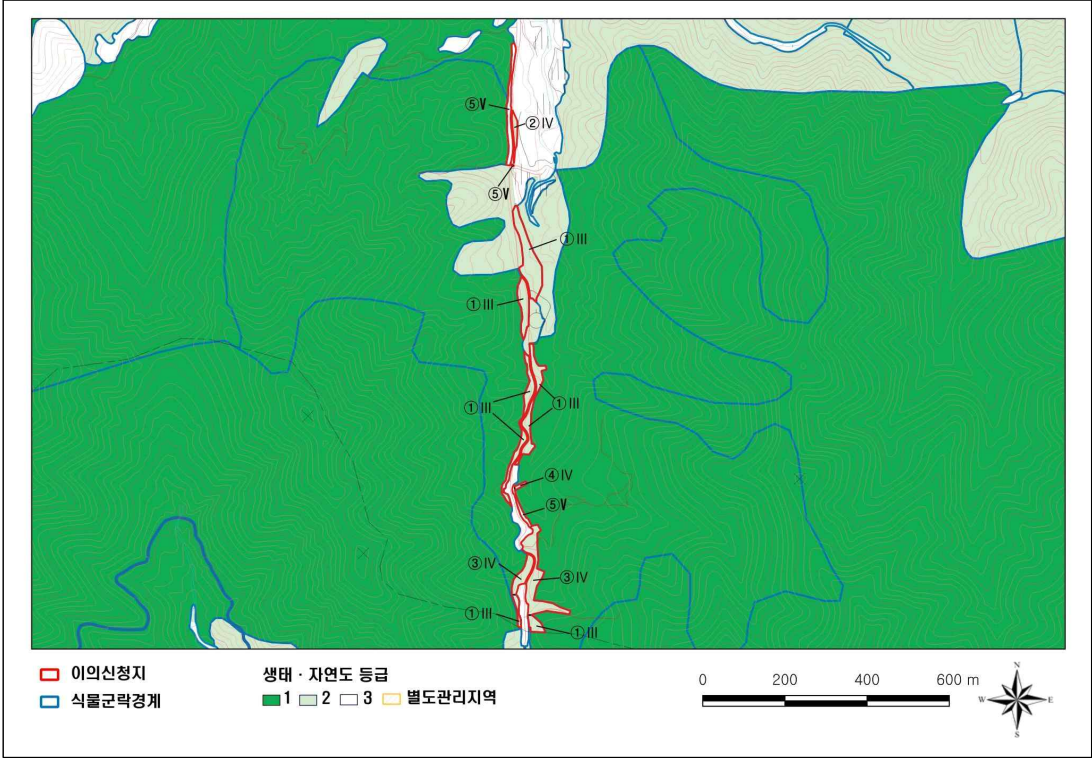 ⑤V
②IV
⑤V
①III
①III
①III
①III
④IV
⑤V
③IV
③IV
①III
①III
이의신청지
식물군락경계
생태 · 자연도 등급
1 2 3 별도관리지역
0 200 400 600 m
N
W E
S